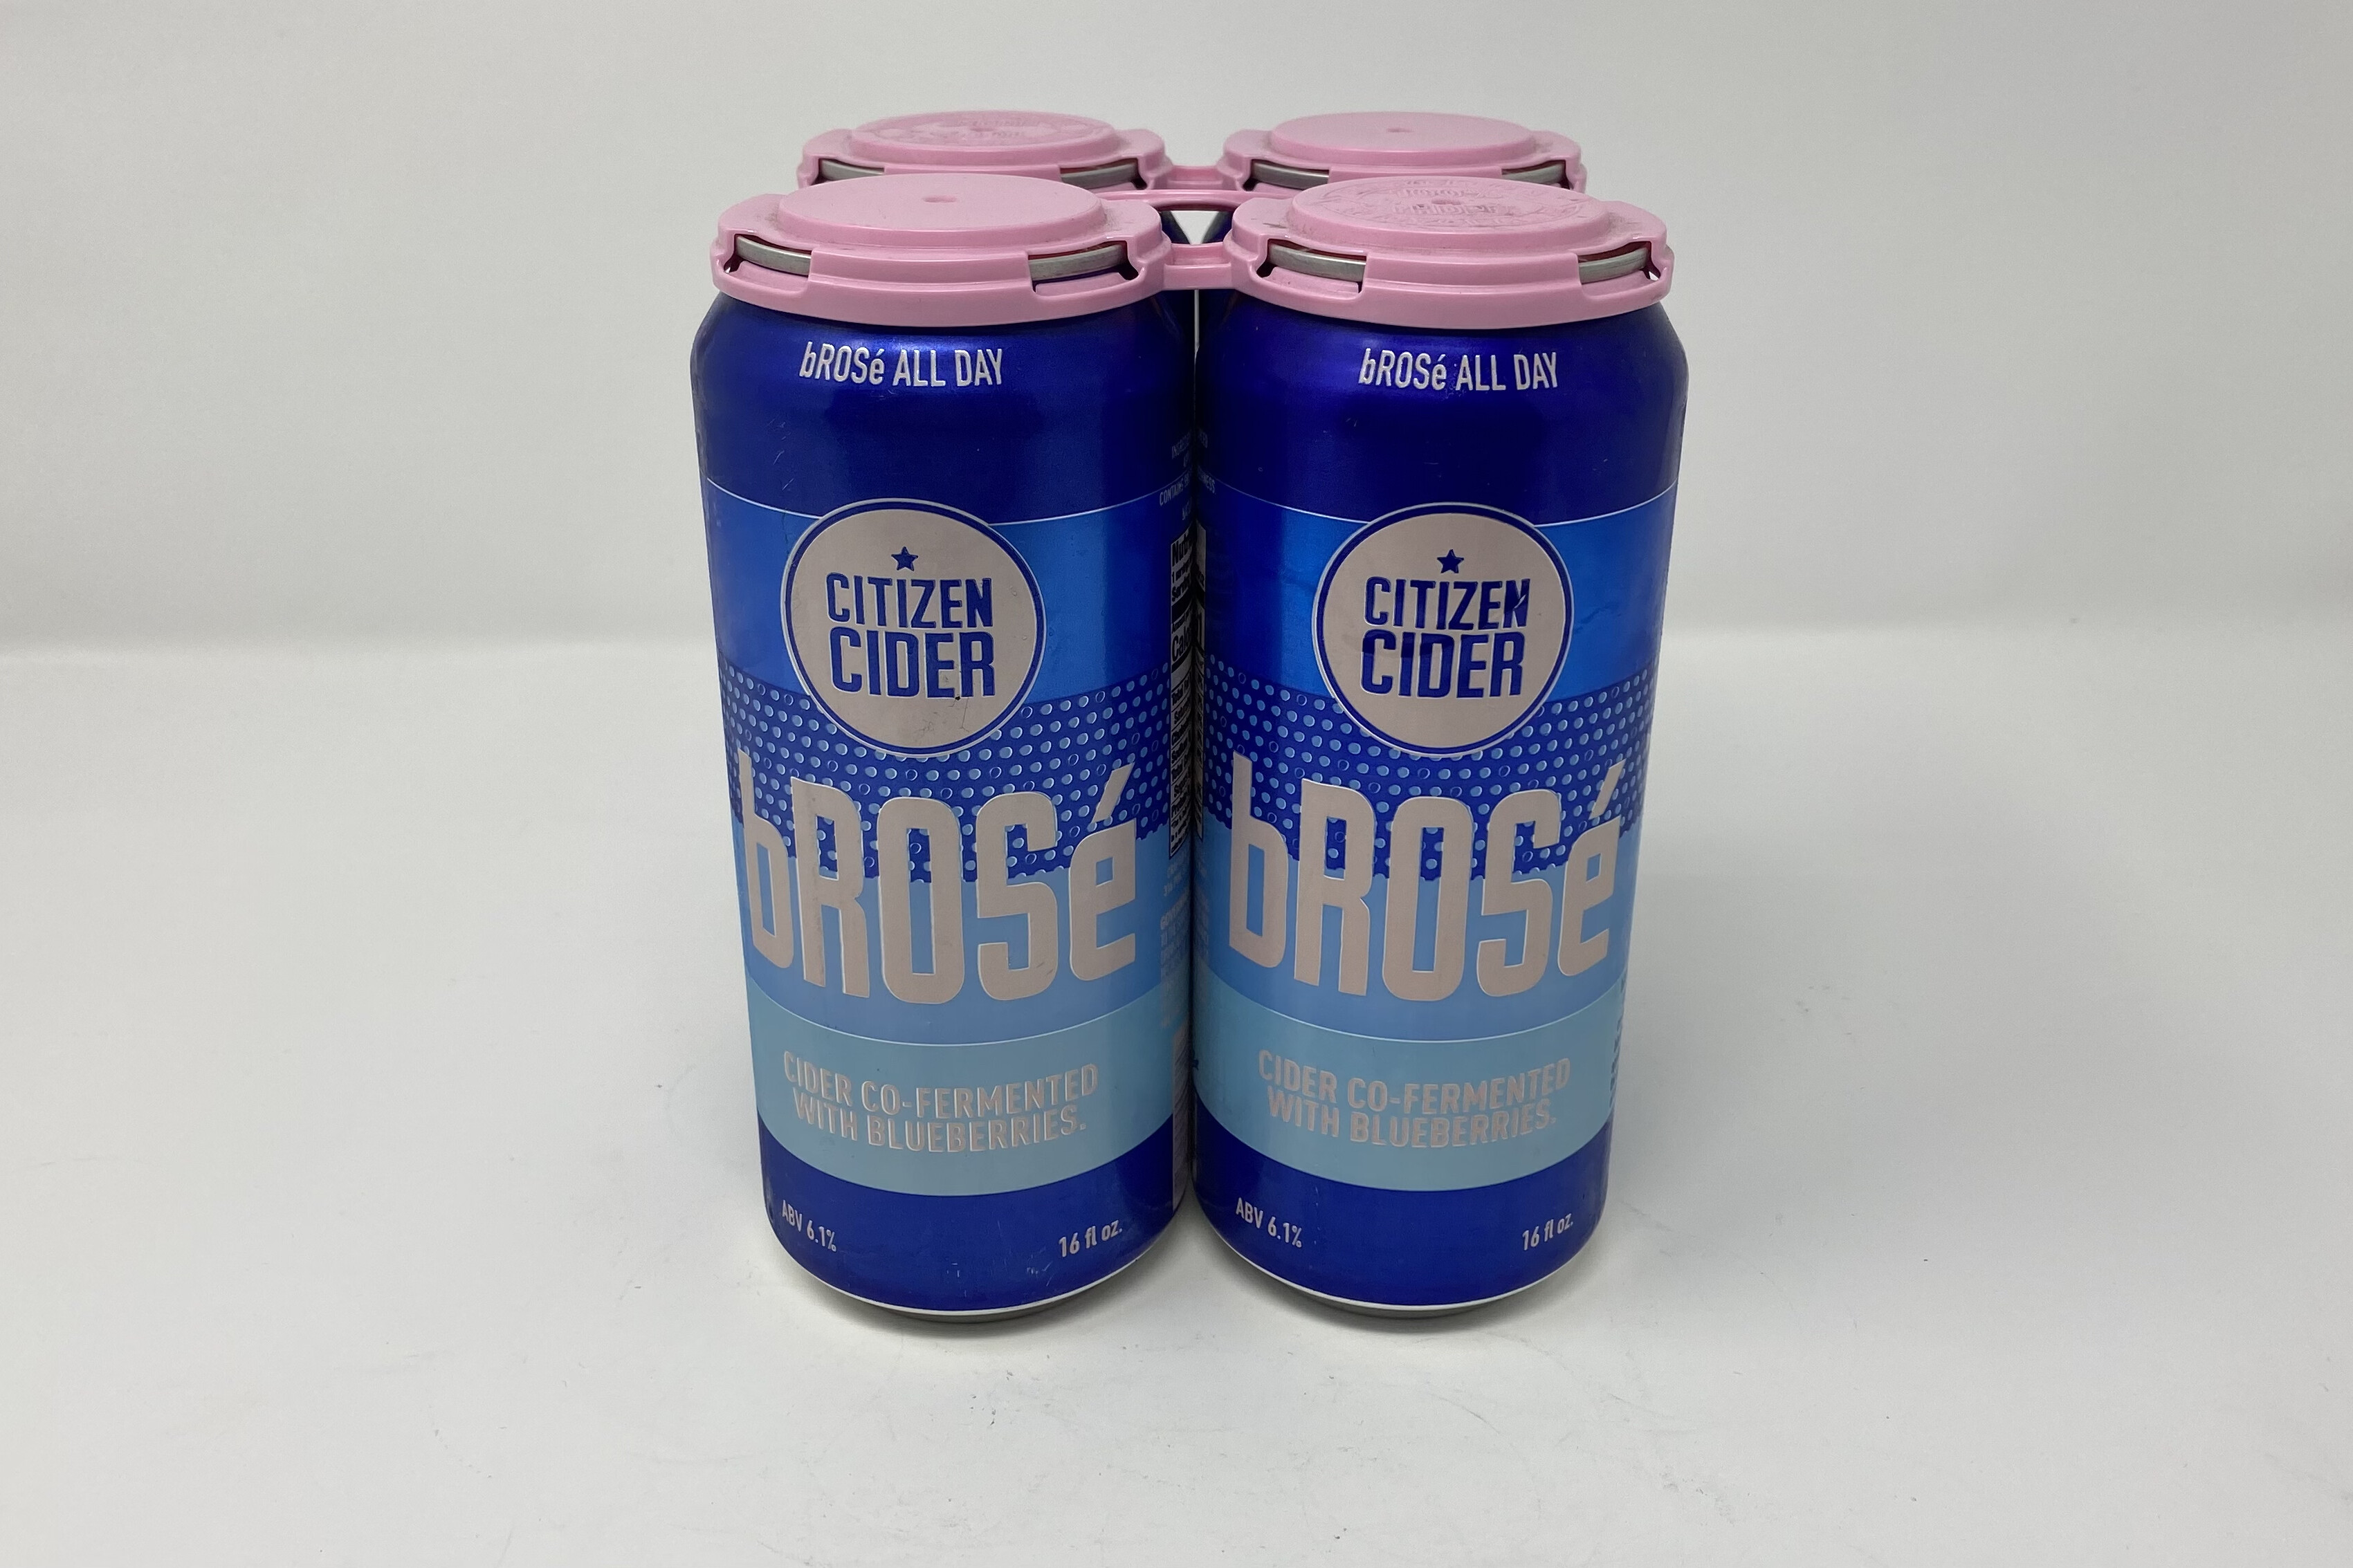 bROSé ALL DAY
CITIZEN
CIDER
bROSé
CIDER CO-FERMENTED
WITH BLUEBERRIES.
ABV 6.1%
16 fl oz.
bROSé ALL DAY
CITIZEN
CIDER
bROSé
CIDER CO-FERMENTED
WITH BLUEBERRIES.
ABV 6.1%
16 fl oz.